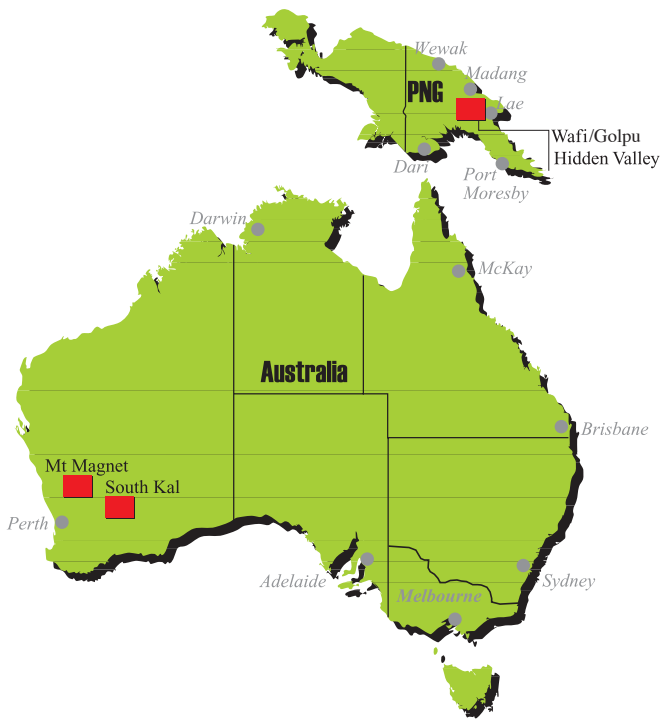 Wewak
Madang
PNG
Lae
Wafi/Golpu
Hidden Valley
Dari
Port
Moresby
Darwin
McKay
Australia
Brisbane
Mt Magnet
South Kal
Perth
Adelaide
Sydney
Melbourne